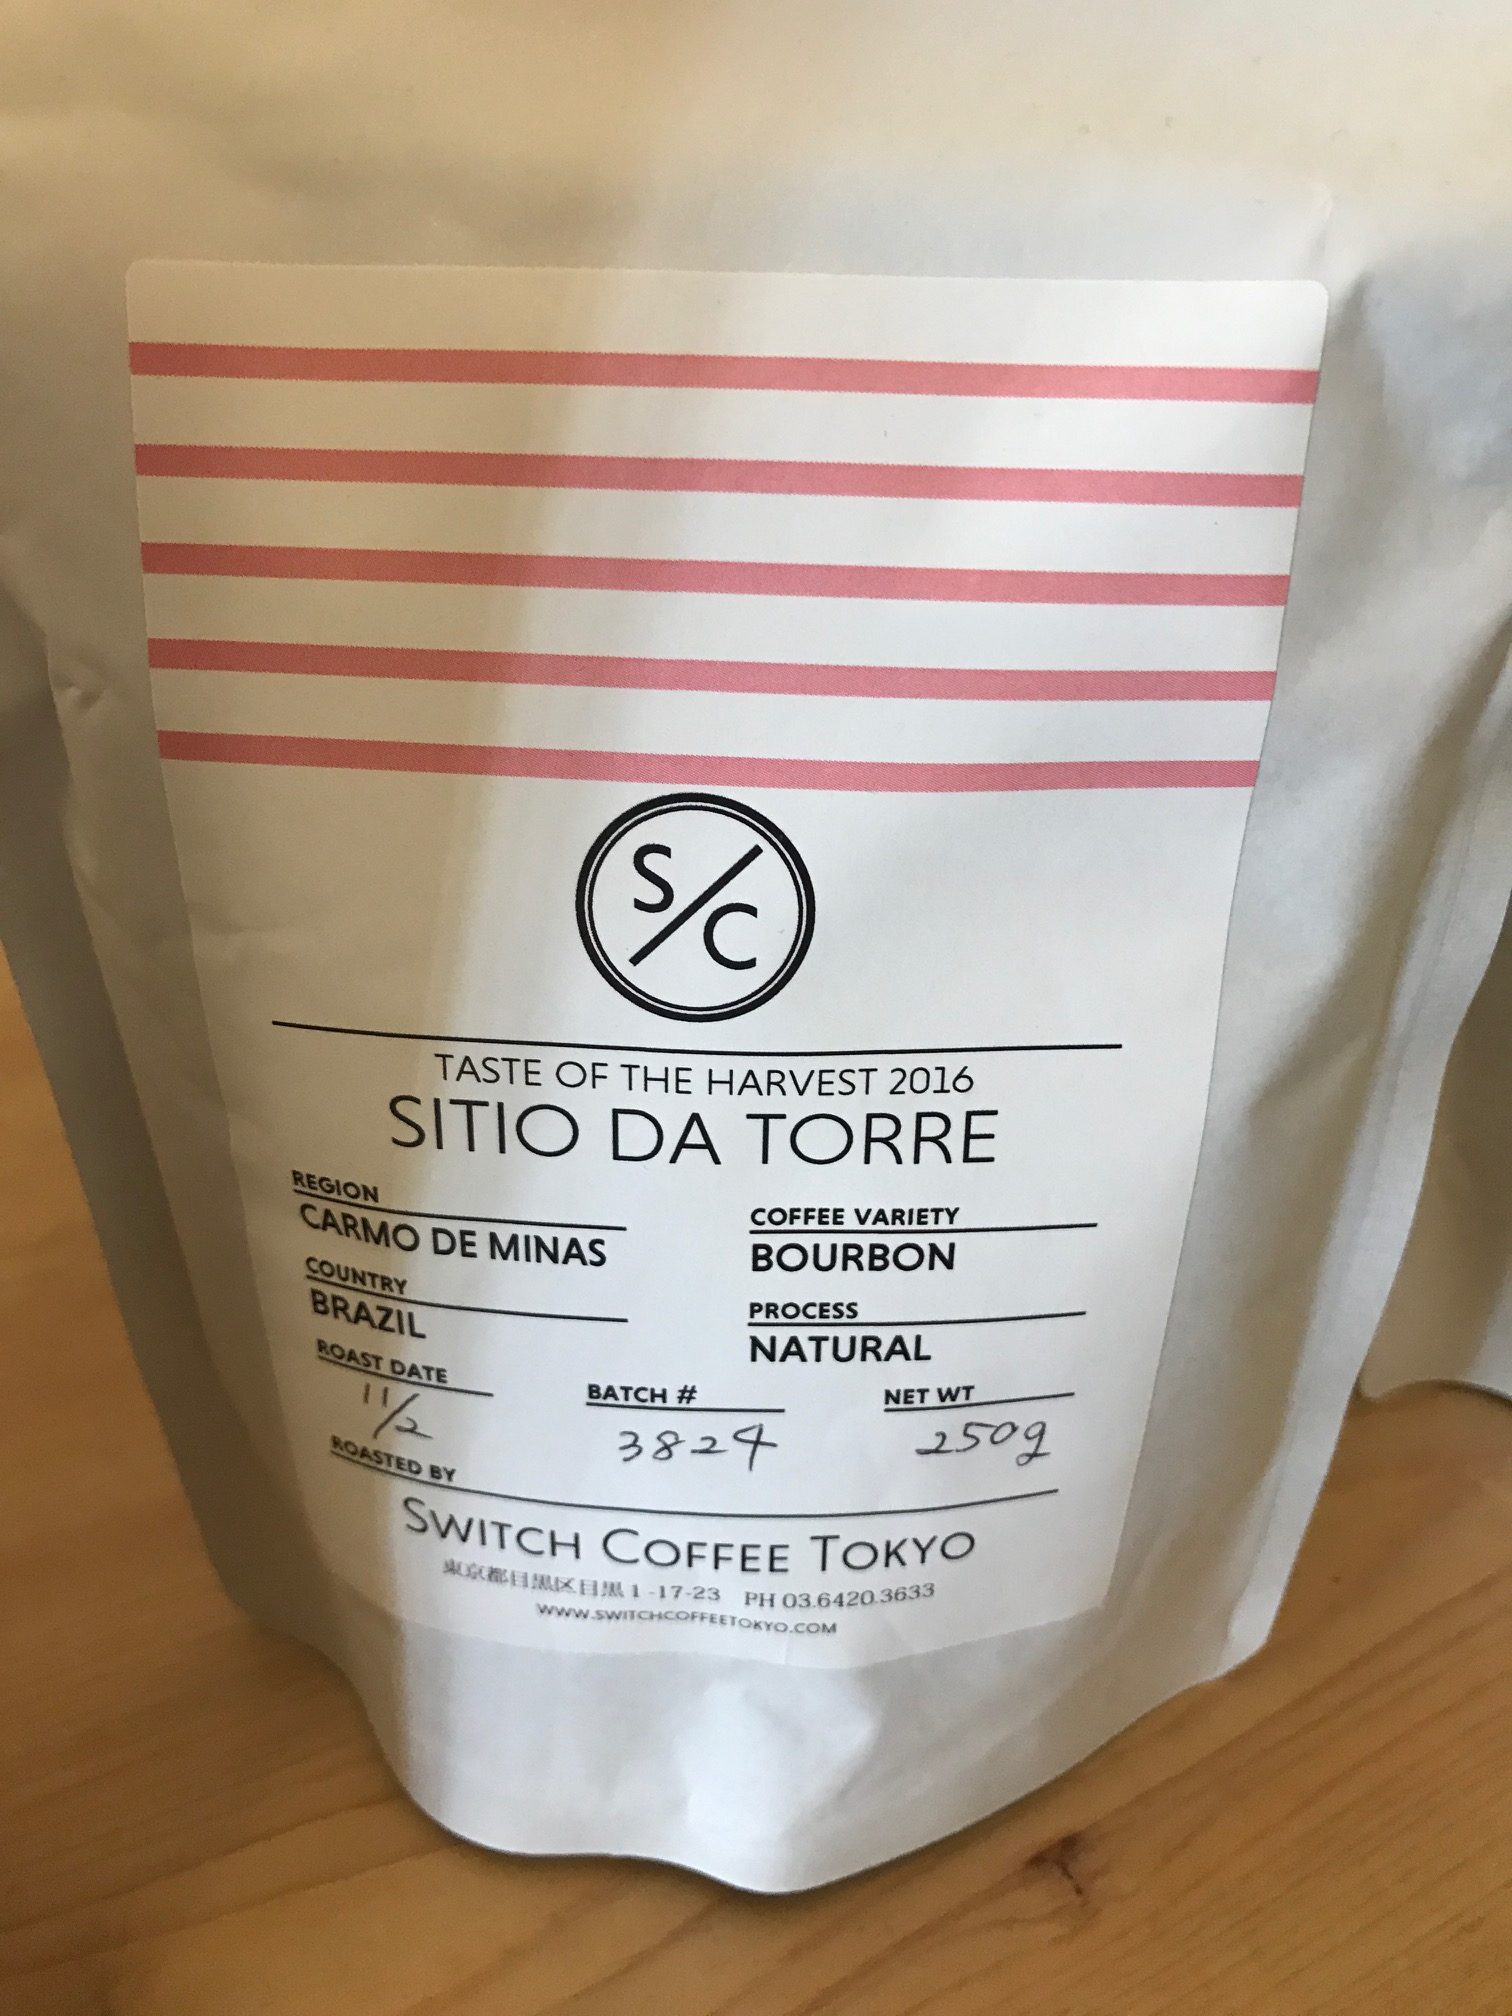 S/C
TASTE OF THE HARVEST 2016
SITIO DA TORRE
REGION
CARMO DE MINAS
COUNTRY
BRAZIL
COFFEE VARIETY
BOURBON
PROCESS
NATURAL
ROAST DATE
11/2
BATCH #
3824
NET WT
250g
ROASTED BY
SWITCH COFFEE TOKYO
東京都目黒区目黒 1-17-23 PH 03.6420.3633
WWW.SWITCHCOFFEETOKYO.COM